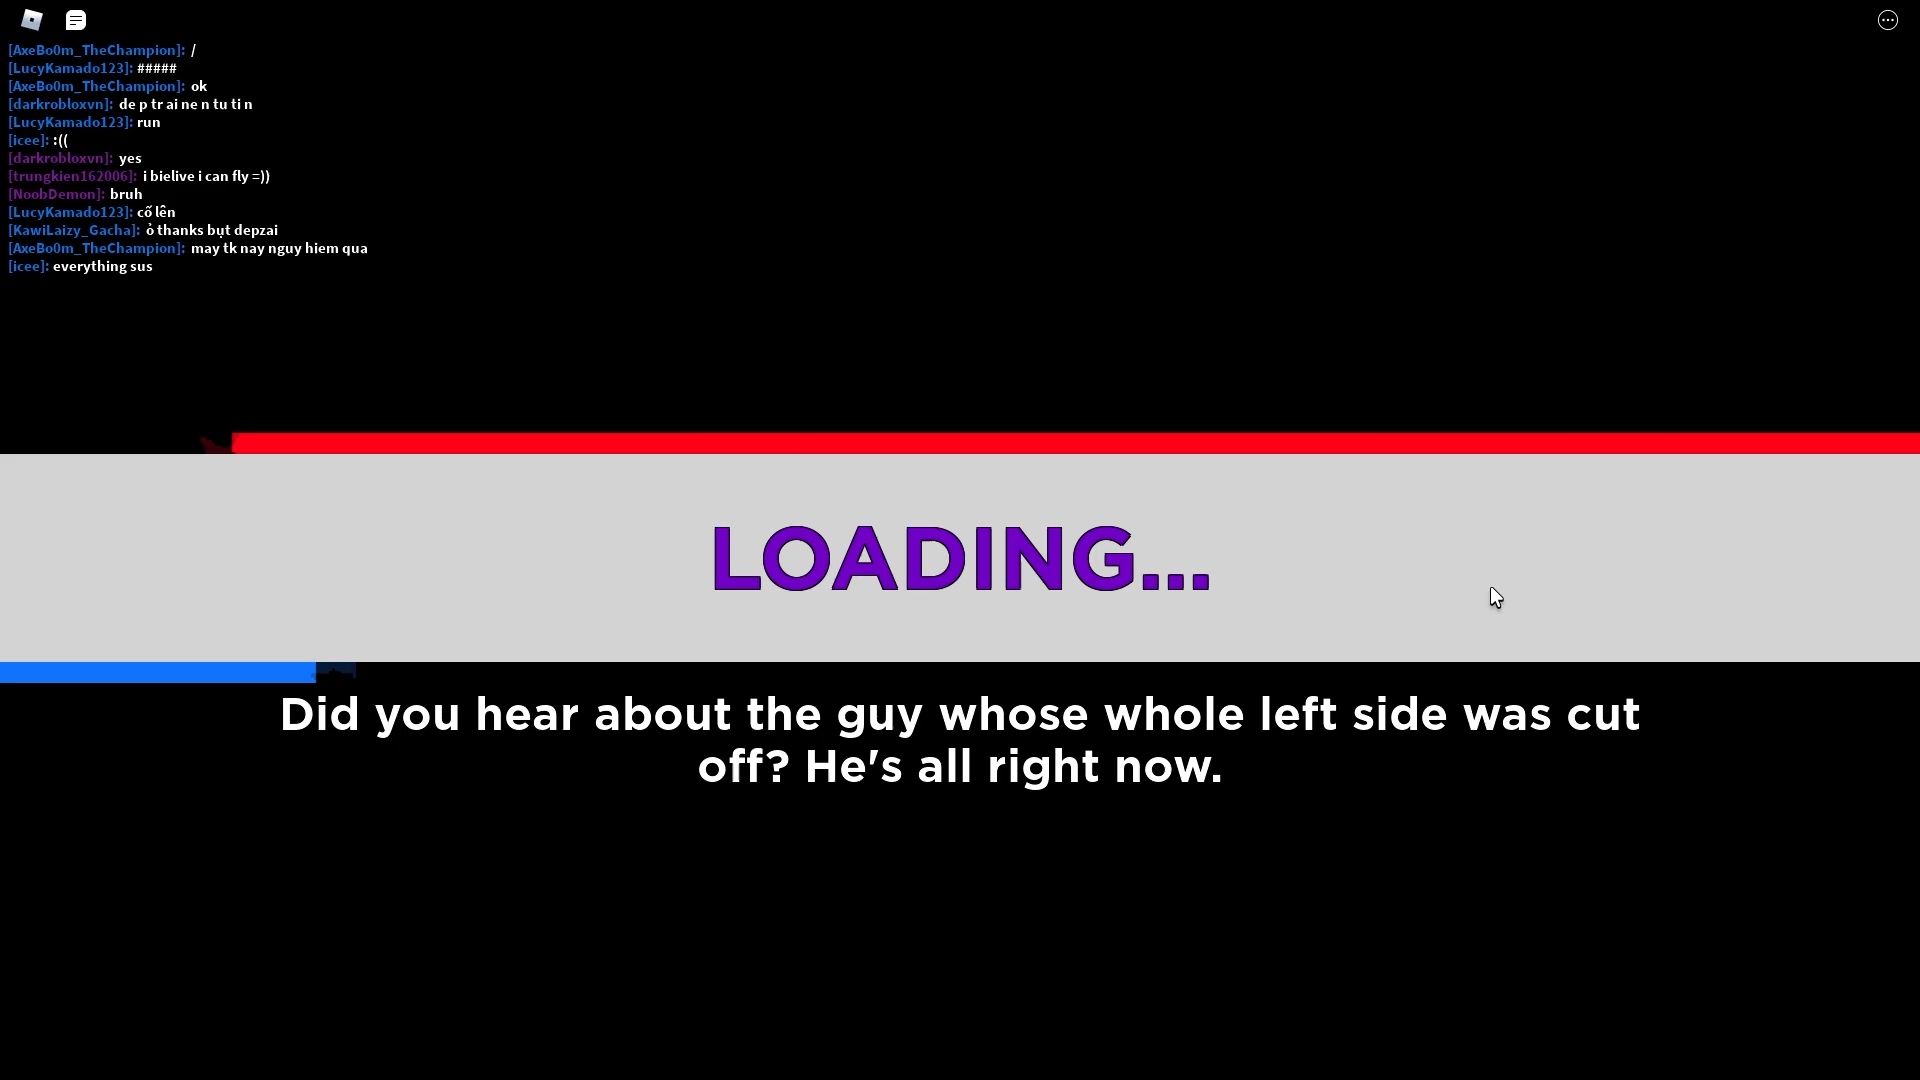 [AxeBo0m_TheChampion]: /
[LucyKamado123]: #####
[AxeBo0m_TheChampion]: ok
[darkrobloxvn]: de p tr ai ne n tu ti n
[LucyKamado123]: run
[icee]: :((
[darkrobloxvn]: yes
[trungkien162006]: i bielive i can fly =))
[NoobDemon]: bruh
[LucyKamado123]: cố lên
[KawiLaizy_Gacha]: ỏ thanks bụt depzai
[AxeBo0m_TheChampion]: may tk nay nguy hiem qua
[icee]: everything sus
LOADING...
Did you hear about the guy whose whole left side was cut
off? He's all right now.